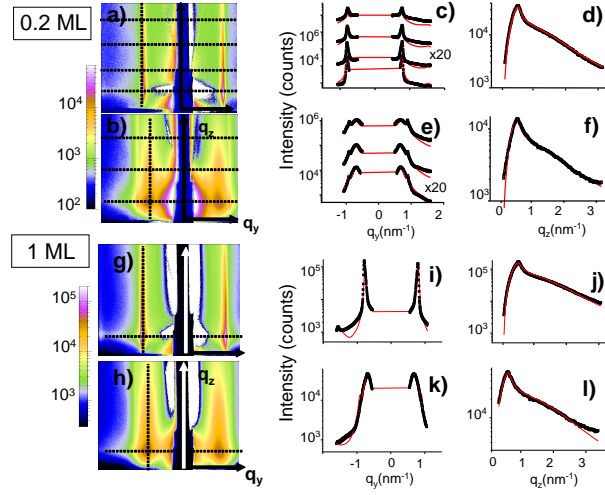 0.2 ML
a)
10^4
10^3
10^2
b)
q_z
q_y
c)
10^6
10^4
x20
d)
10^4
10^3
Intensity (counts)
e)
10^6
10^4
x20
-1 0 1 2
q_y(nm^-1)
f)
10^4
10^3
0 1 2 3
q_z(nm^-1)
1 ML
g)
10^5
10^4
10^3
h)
q_z
q_y
i)
10^5
10^3
j)
10^5
10^4
Intensity (counts)
k)
10^4
10^3
10^2
-1 0 1
q_y(nm^-1)
l)
10^4
0 1 2 3
q_z(nm^-1)